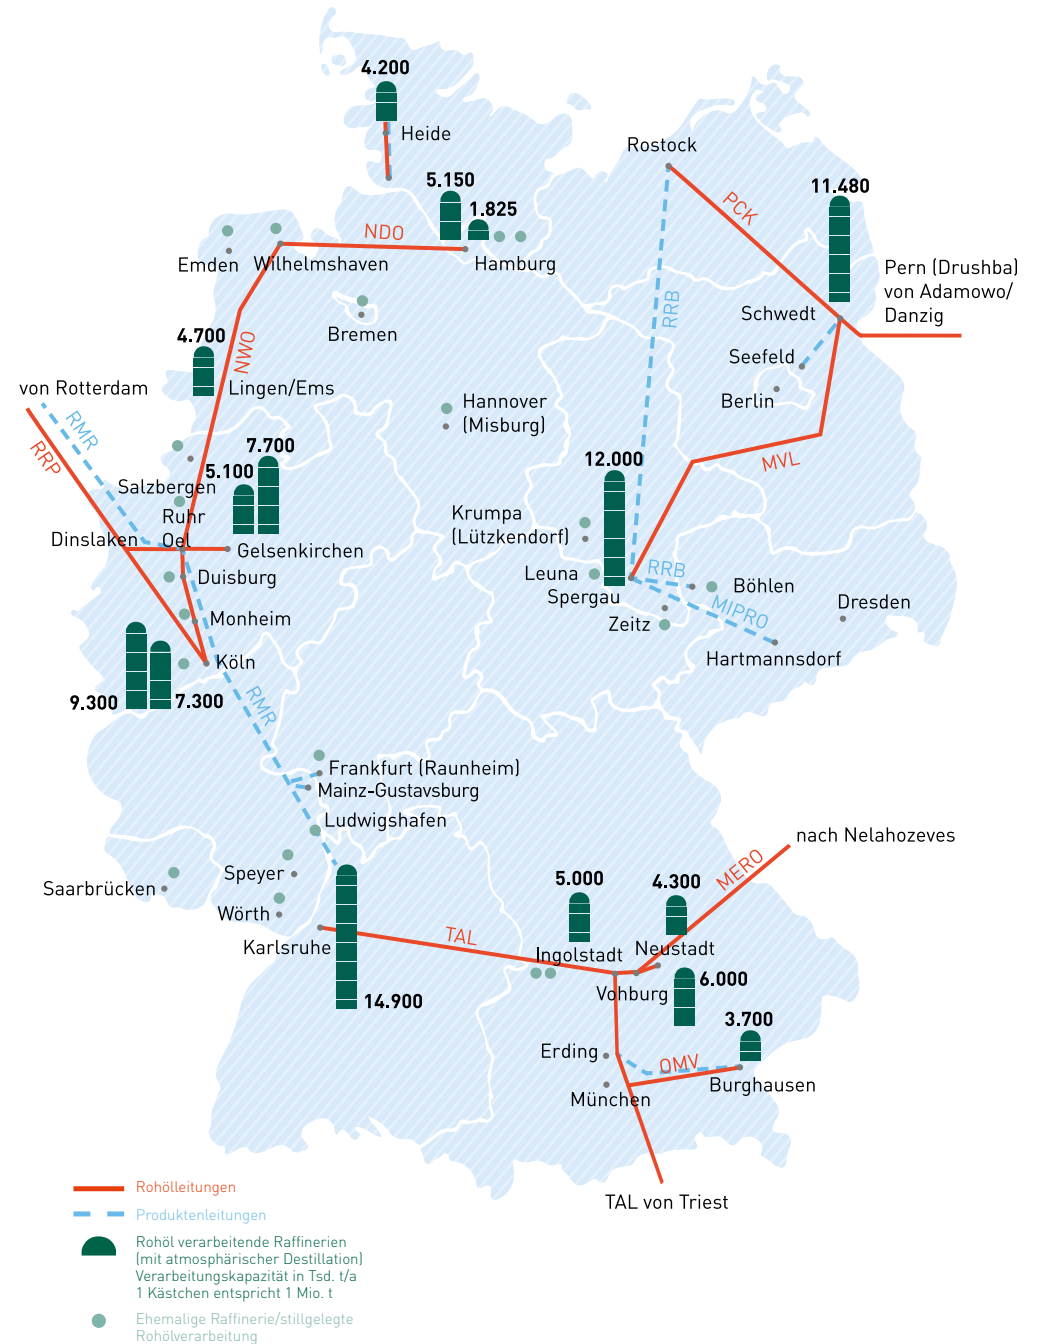 4.200
Heide
Rostock
5.150
1.825
11.480
PCK
NDO
Emden
Wilhelmshaven
Hamburg
Pern (Drushba)
von Adamowo/
Danzig
RRB
Schwedt
Bremen
4.700
NWO
Seefeld
von Rotterdam
Lingen/Ems
Berlin
RMR
Hannover
(Misburg)
RRP
7.700
5.100
12.000
MVL
Salzbergen
Ruhr
Oel
Dinslaken
Gelsenkirchen
Krumpa
(Lützkendorf)
Duisburg
Leuna
Spergau
RRB
Böhlen
MIPRO
Dresden
Monheim
Zeitz
Köln
Hartmannsdorf
9.300
7.300
RMR
Frankfurt (Raunheim)
Mainz-Gustavsburg
Ludwigshafen
nach Nelahozeves
Speyer
Saarbrücken
5.000
4.300
MERO
Wörth
Karlsruhe
TAL
Ingolstadt
Neustadt
14.900
Vohburg
6.000
3.700
Erding
OMV
Burghausen
München
TAL von Triest
Rohölleitungen
Produktenleitungen
Rohöl verarbeitende Raffinerien
(mit atmosphärischer Destillation)
Verarbeitungskapazität in Tsd. t/a
1 Kästchen entspricht 1 Mio. t
Ehemalige Raffinerie/stillgelegte
Rohölverarbeitung